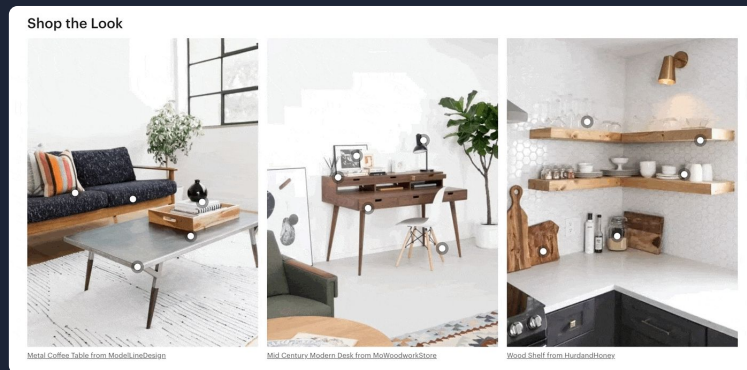 Shop the Look
Metal Coffee Table from ModelLineDesign
Mid Century Modern Desk from MoWoodworkStore
Wood Shelf from HurdandHoney